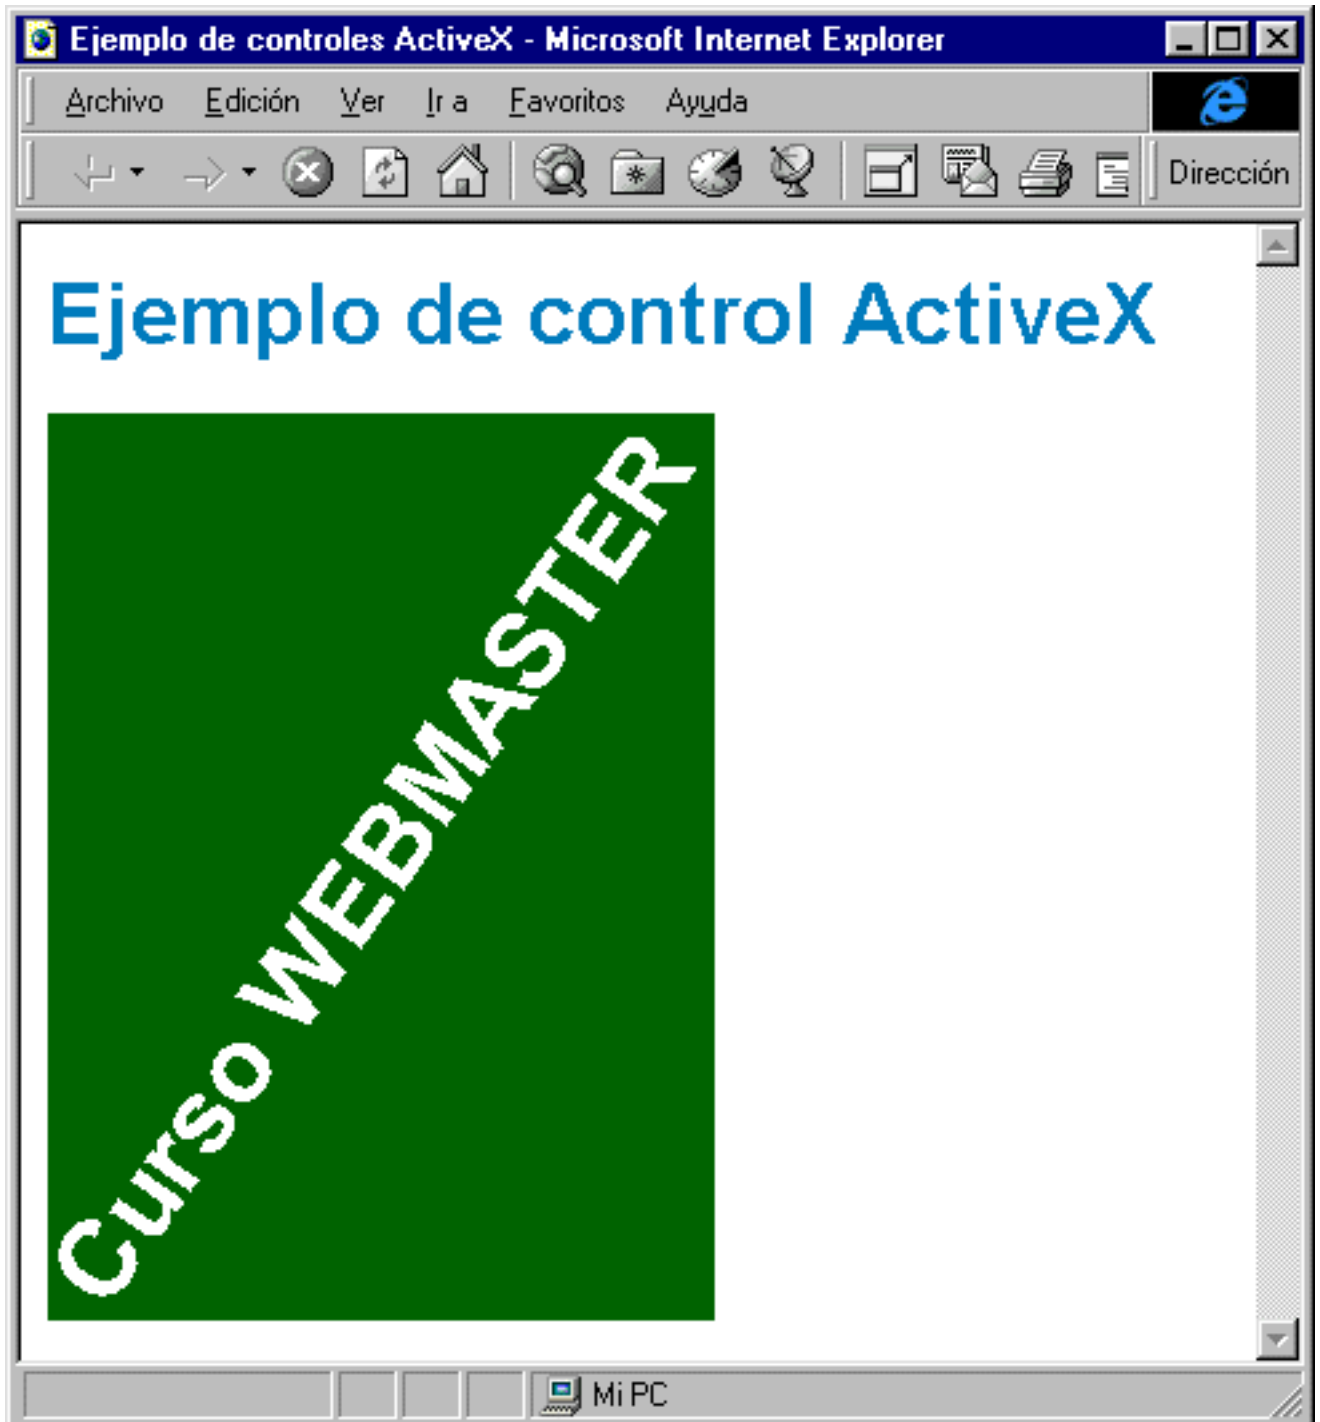 Ejemplo de controles ActiveX - Microsoft Internet Explorer
Archivo Edición Ver Ir a Favoritos Ayuda
Dirección
Ejemplo de control ActiveX
Curso WEBMASTER
Mi PC